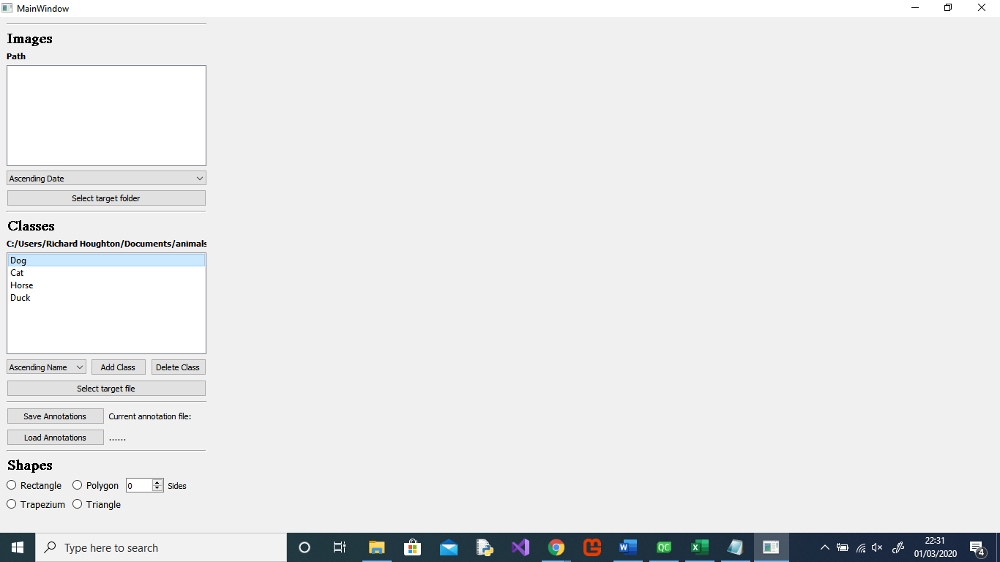 MainWindow
Images
Path
Ascending Date
Select target folder
Classes
C:/Users/Richard Houghton/Documents/animals
Dog
Cat
Horse
Duck
Ascending Name Add Class Delete Class
Select target file
Save Annotations Current annotation file:
Load Annotations ......
Shapes
Rectangle Polygon 0 Sides
Trapezium Triangle
Type here to search
QC
22:31
01/03/2020
4